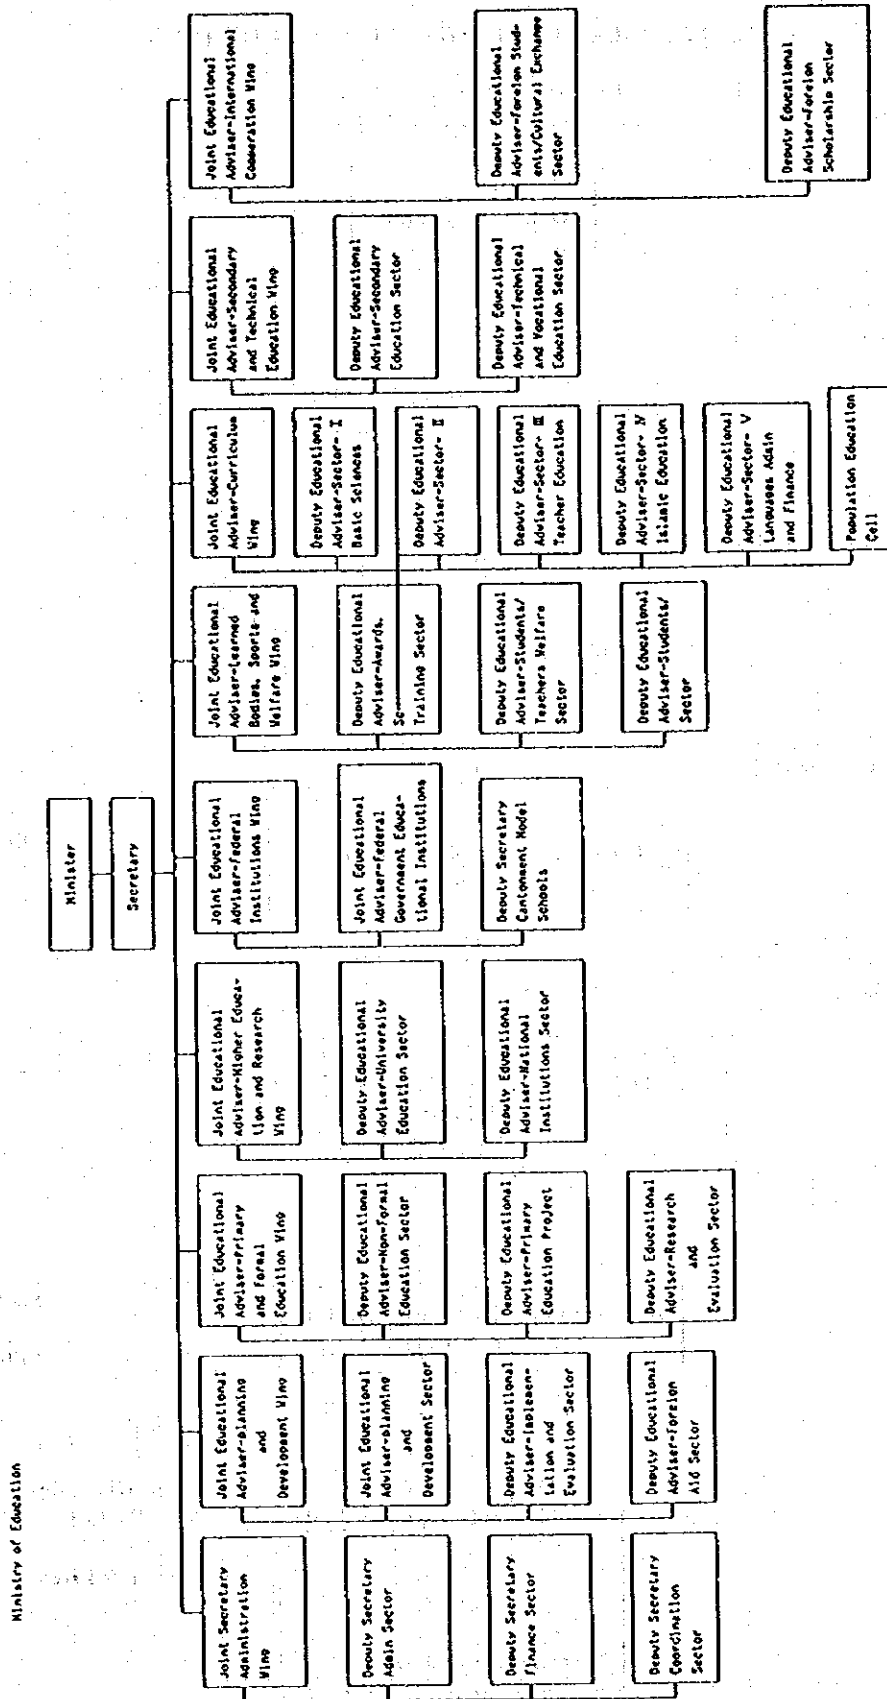 Ministry of Education
Minister
Secretary
Joint Secretary
Administration
Wing
Deputy Secretary
Admin Sector
Deputy Secretary
Finance Sector
Deputy Secretary
Coordination
Sector
Joint Educational
Adviser-planning
and
Development Wing
Joint Educational
Adviser-planning
and
Development Sector
Deputy Educational
Adviser-Implemen-
tation and
Evaluation Sector
Deputy Educational
Adviser-Foreign
Aid Sector
Joint Educational
Adviser-Primary
and Formal
Education Wing
Deputy Educational
Adviser-Non-Formal
Education Sector
Deputy Educational
Adviser-Primary
Education Project
Deputy Educational
Adviser-Research
and
Evaluation Sector
Joint Educational
Adviser-Higher Educa-
tion and Research
Wing
Deputy Educational
Adviser-University
Education Sector
Deputy Educational
Adviser-National
Institutions Sector
Joint Educational
Adviser-Federal
Institutions Wing
Joint Educational
Adviser-Federal
Government Educa-
tional Institutions
Deputy Secretary
Cantonment Model
Schools
Joint Educational
Adviser-Learned
Bodies, Sports and
Welfare Wing
Deputy Educational
Adviser-Awards,
Sc
Training Sector
Deputy Educational
Adviser-Students/
Teachers Welfare
Sector
Deputy Educational
Adviser-Students/
Sector
Joint Educational
Adviser-Curriculum
Wing
Deputy Educational
Adviser-Sector- I
Basic Sciences
Deputy Educational
Adviser-Sector- II
Deputy Educational
Adviser-Sector- III
Teacher Education
Deputy Educational
Adviser-Sector- IV
Islamic Education
Deputy Educational
Adviser-Sector- V
Languages Admin
and Finance
Population Education
Cell
Joint Educational
Adviser-Secondary
and Technical
Education Wing
Deputy Educational
Adviser-Secondary
Education Sector
Deputy Educational
Adviser-Technical
and Vocational
Education Sector
Joint Educational
Adviser-International
Cooperation Wing
Deputy Educational
Adviser-Foreign Stud-
ents/Cultural Exchange
Sector
Deputy Educational
Adviser-Foreign
Scholarship Sector